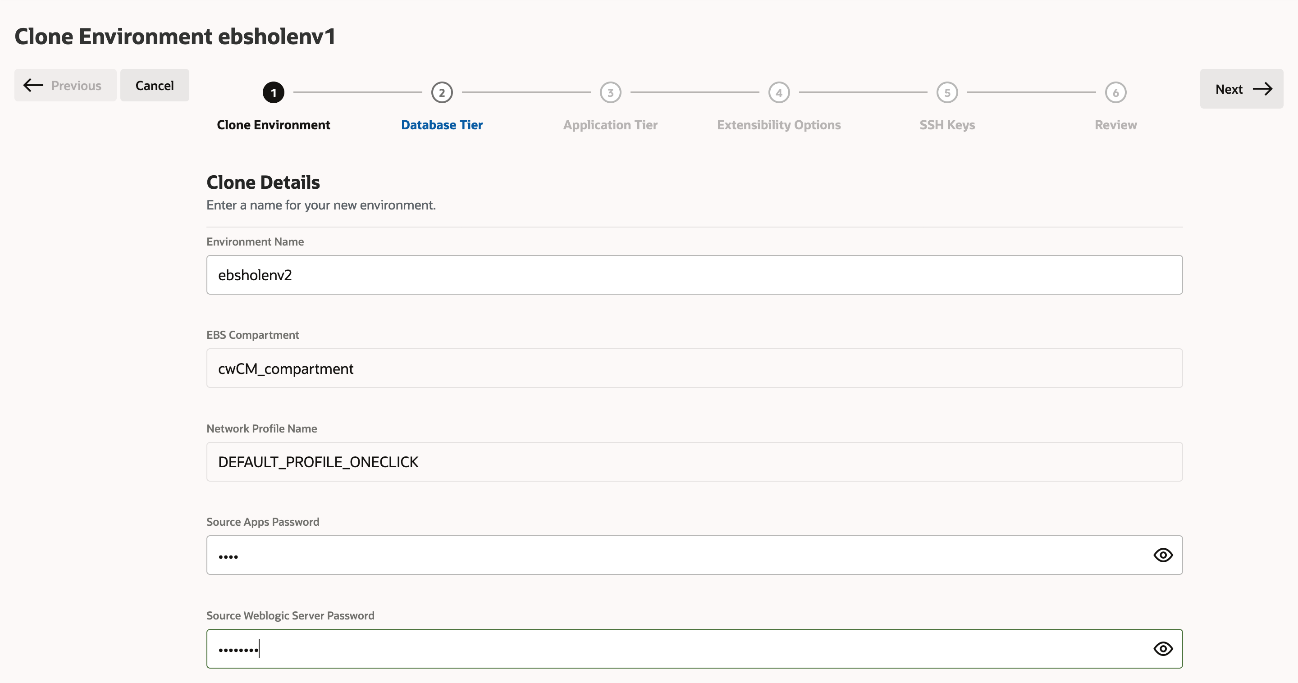 Clone Environment ebsholenv1
Previous
Cancel
1
2
3
4
5
6
Next
Clone Environment
Database Tier
Application Tier
Extensibility Options
SSH Keys
Review
Clone Details
Enter a name for your new environment.
Environment Name
ebsholenv2
EBS Compartment
cwCM_compartment
Network Profile Name
DEFAULT_PROFILE_ONECLICK
Source Apps Password
••••
Source Weblogic Server Password
••••••••